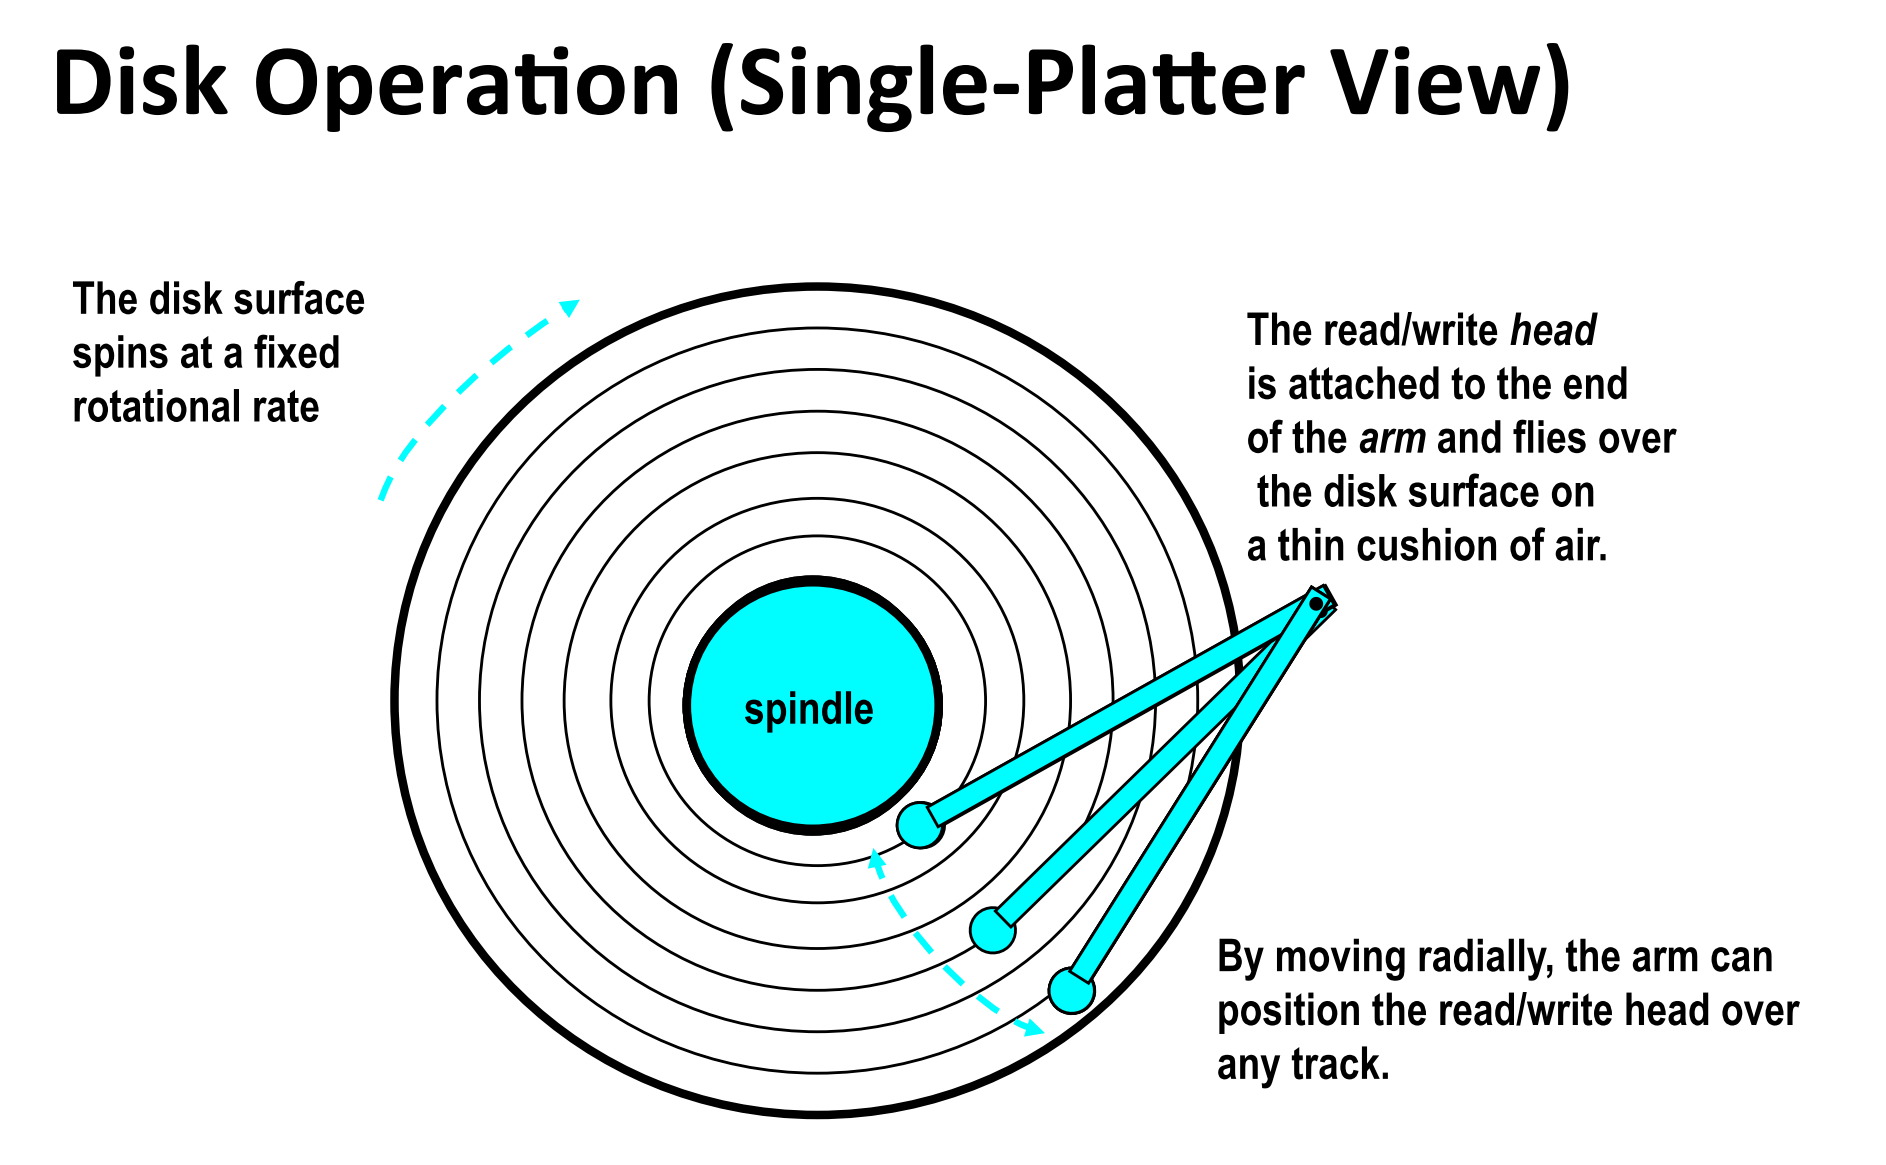 Disk Operation (Single-Platter View)
The disk surface
spins at a fixed
rotational rate
The read/write head
is attached to the end
of the arm and flies over
the disk surface on
a thin cushion of air.
spindle
By moving radially, the arm can
position the read/write head over
any track.